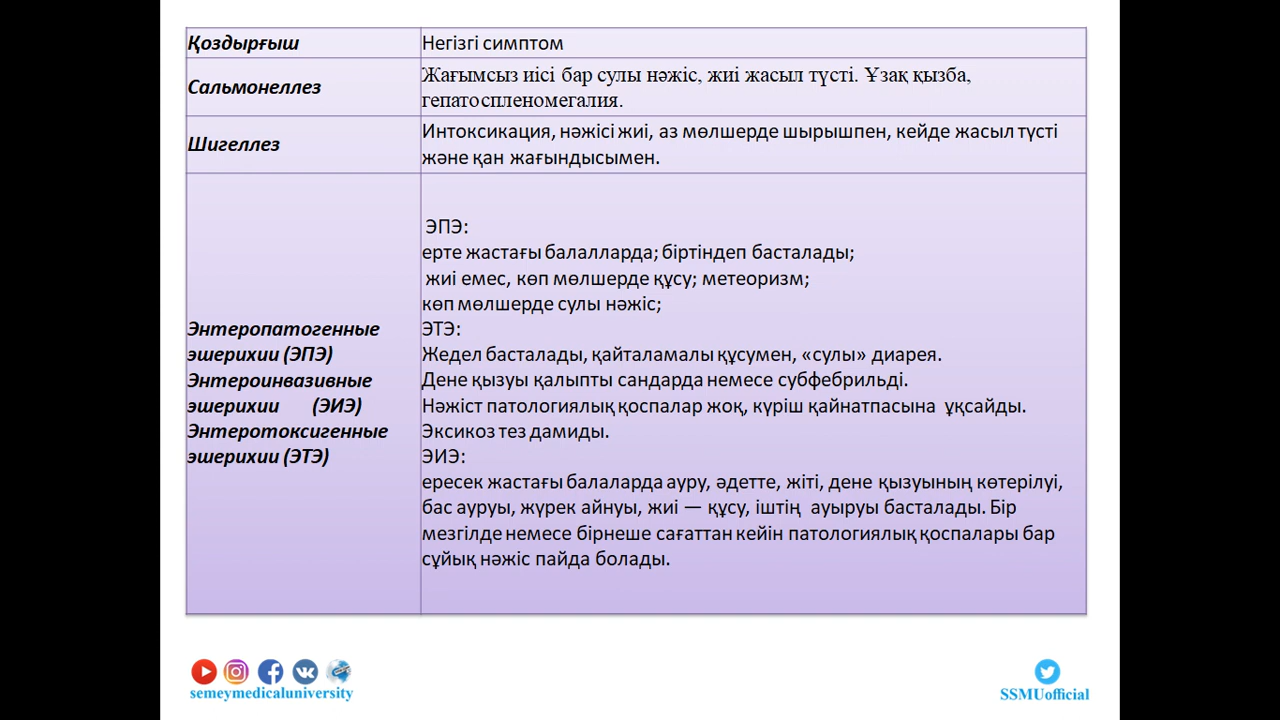 Қоздырғыш
Негізгі симптом
Сальмонеллез
Жағымсыз иісі бар сулы нәжіс, жиі жасыл түсті. Ұзақ қызба,
гепатоспленомегалия.
Шигеллез
Интоксикация, нәжісі жиі, аз мөлшерде шырышпен, кейде жасыл түсті
және қан жағындысымен.
Энтеропатогенные
эшерихии (ЭПЭ)
Энтероинвазивные
эшерихии (ЭИЭ)
Энтеротоксигенные
эшерихии (ЭТЭ)
ЭПЭ:
ерте жастағы балалларда; біртіндеп басталады;
жиі емес, көп мөлшерде құсу; метеоризм;
көп мөлшерде сулы нәжіс;
ЭТЭ:
Жедел басталады, қайталамалы құсумен, «сулы» диарея.
Дене қызуы қалыпты сандарда немесе субфебрильді.
Нәжіст патологиялық қоспалар жоқ, күріш қайнатпасына ұқсайды.
Эксикоз тез дамиды.
ЭИЭ:
ересек жастағы балаларда ауру, әдетте, жіті, дене қызуының көтерілуі,
бас ауруы, жүрек айнуы, жиі — құсу, іштің ауыруы басталады. Бір
мезгілде немесе бірнеше сағаттан кейін патологиялық қоспалары бар
сұйық нәжіс пайда болады.
semeymedicaluniversity
SSMUofficial